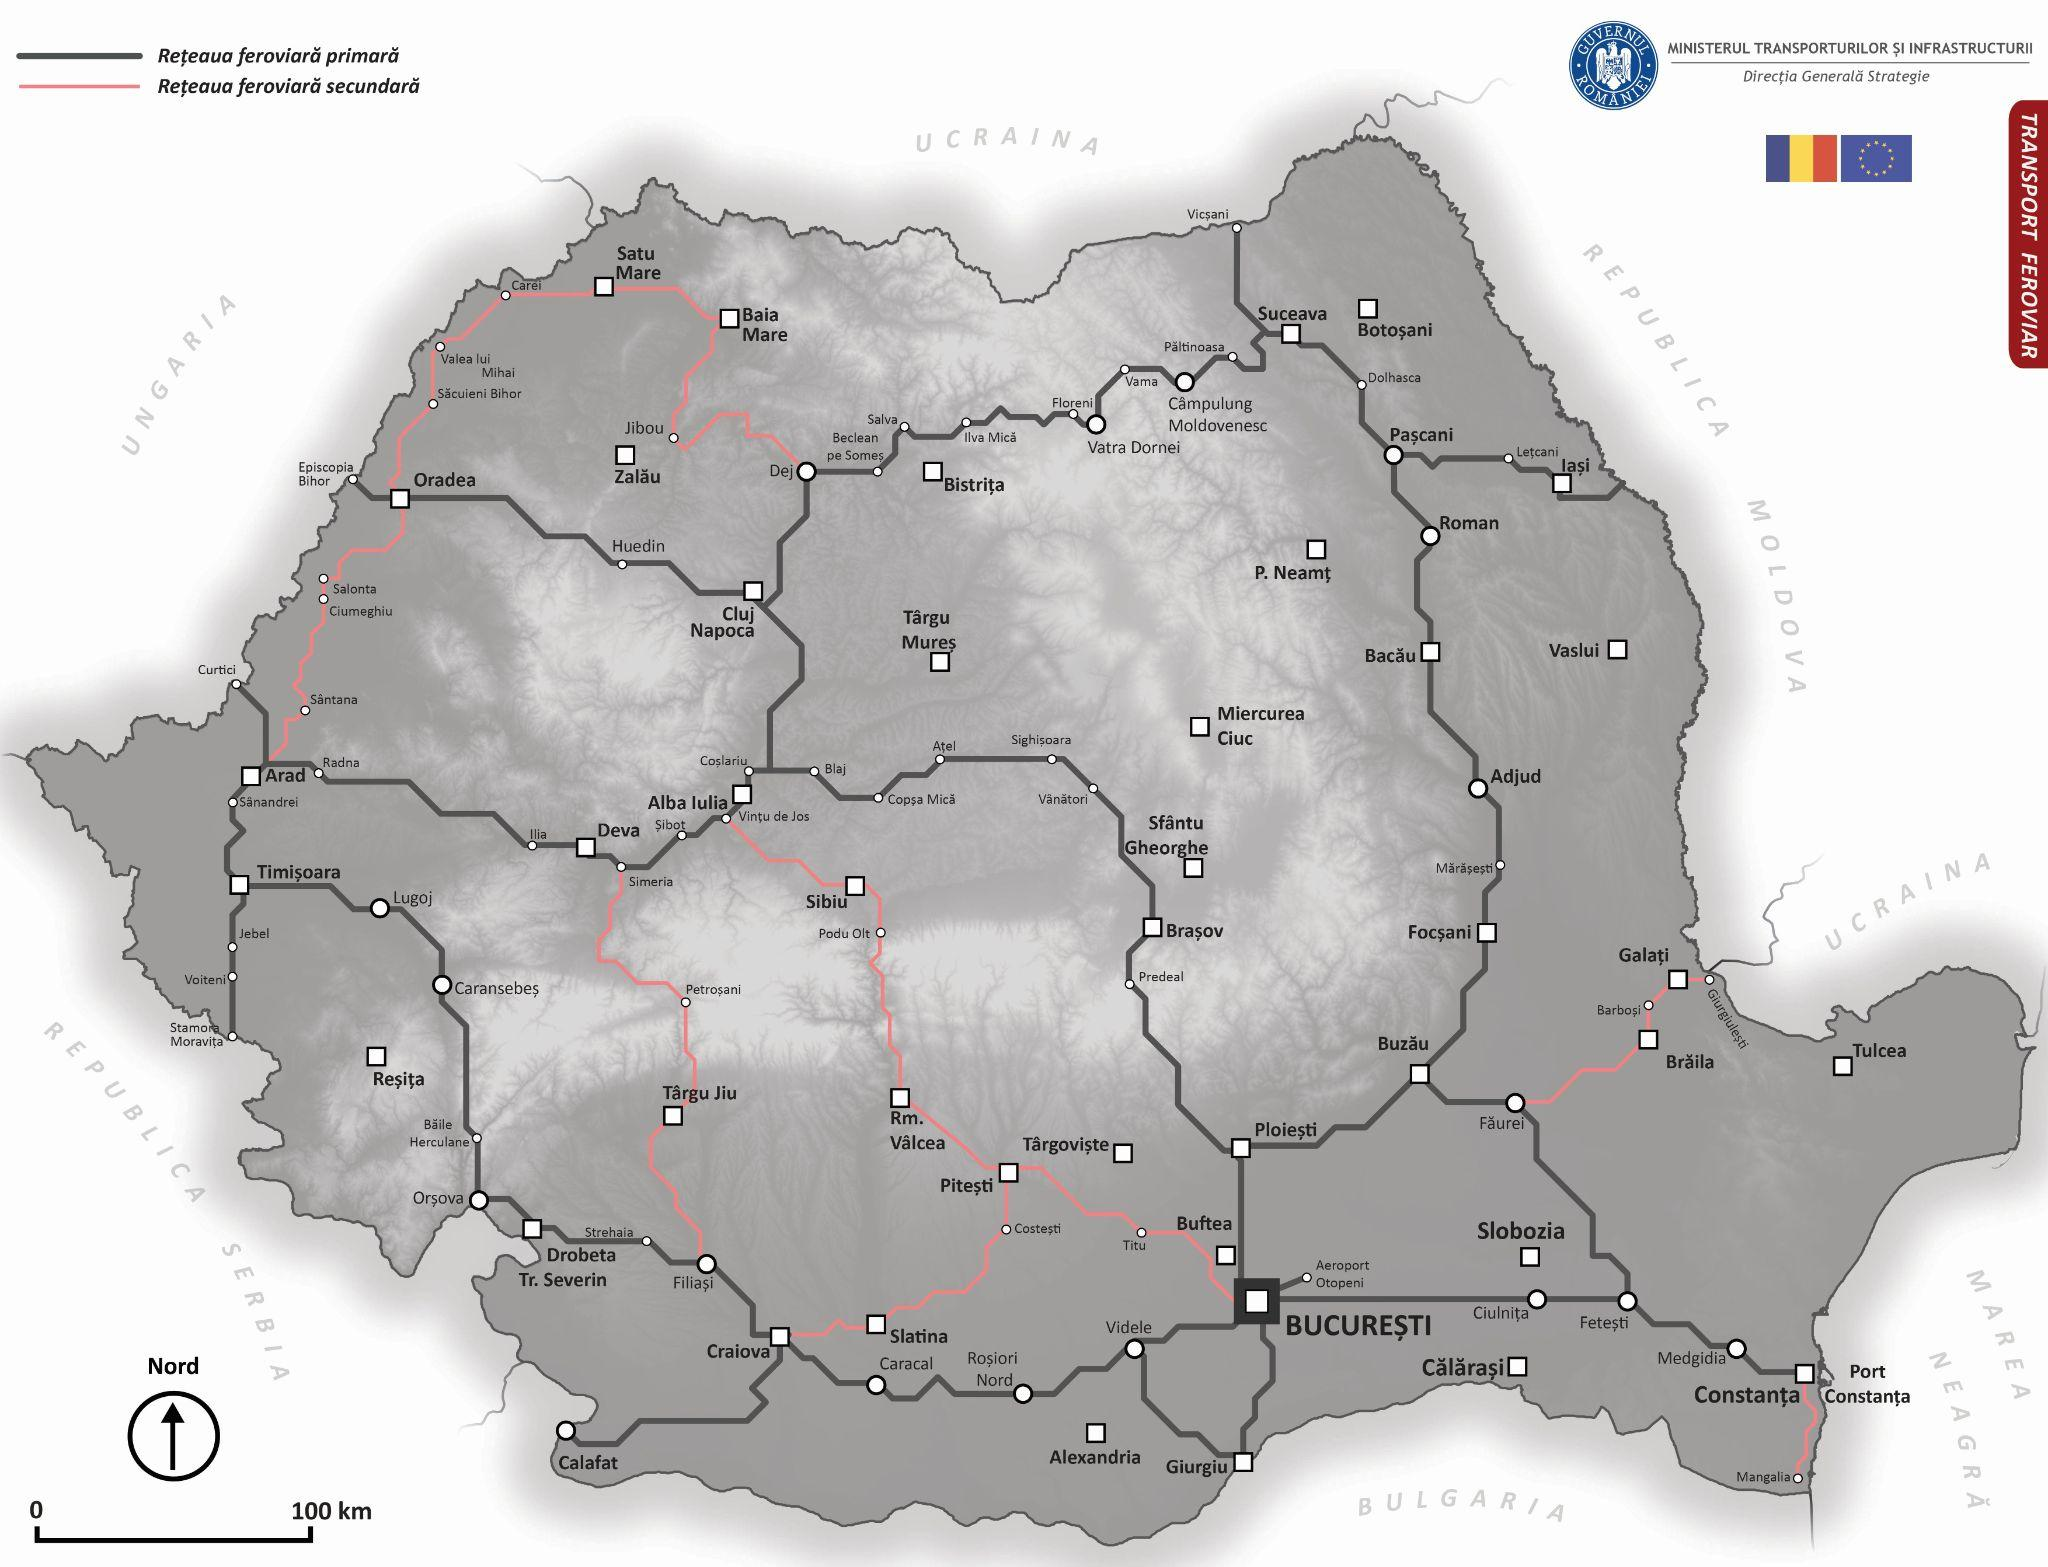 Rețeaua feroviară primară
Rețeaua feroviară secundară
GUVERNUL
ROMÂNIEI
MINISTERUL TRANSPORTURILOR ȘI INFRASTRUCTURII
Direcția Generală Strategie
TRANSPORT FEROVIAR
UCRAINA
UNGARIA
REPUBLICA
MOLDOVA
UCRAINA
REPUBLICA
SERBIA
BULGARIA
MAREA
NEAGRĂ
Vicșani
Satu
Mare
Carei
Baia
Mare
Suceava
Botoșani
Valea lui
Mihai
Păltinoasa
Vama
Dolhasca
Săcuieni Bihor
Câmpulung
Moldovenesc
Floreni
Salva
Ilva Mică
Vatra Dornei
Jibou
Beclean
pe Someș
Pașcani
Lețcani
Iași
Episcopia
Bihor
Oradea
Zalău
Dej
Bistrița
Roman
Huedin
P. Neamț
Salonta
Ciumeghiu
Cluj
Napoca
Târgu
Mureș
Bacău
Vaslui
Curtici
Sântana
Miercurea
Ciuc
Coșlariu
Blaj
Ațel
Sighișoara
Radna
Arad
Adjud
Sânandrei
Alba Iulia
Copșa Mică
Vânători
Vințu de Jos
Șibot
Ilia
Deva
Sfântu
Gheorghe
Timișoara
Simeria
Mărășești
Lugoj
Sibiu
Jebel
Podu Olt
Brașov
Focșani
Galați
Voiteni
Caransebeș
Petroșani
Predeal
Barboși
Giurgiulești
Stamora
Moravița
Reșița
Buzău
Brăila
Tulcea
Târgu Jiu
Rm.
Vâlcea
Băile
Herculane
Târgoviște
Ploiești
Făurei
Orșova
Pitești
Strehaia
Costești
Titu
Buftea
Slobozia
Drobeta
Tr. Severin
Filiași
Aeroport
Otopeni
BUCUREȘTI
Ciulnița
Fetești
Slatina
Craiova
Videle
Caracal
Roșiori
Nord
Călărași
Medgidia
Constanța
Port
Constanța
Calafat
Alexandria
Giurgiu
Mangalia
Nord
0
100 km